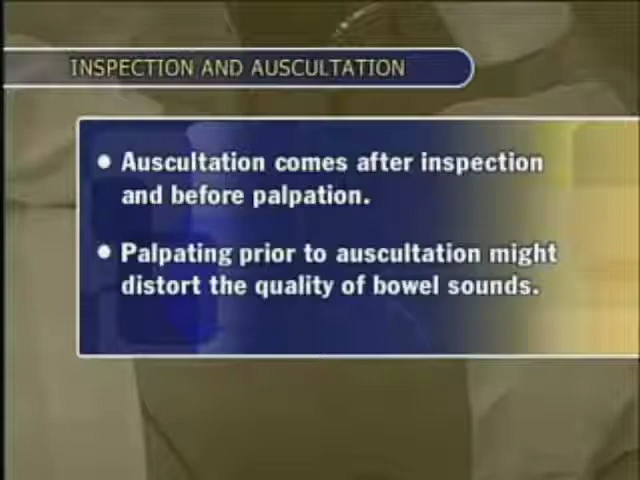 INSPECTION AND AUSCULTATION
• Auscultation comes after inspection
and before palpation.
• Palpating prior to auscultation might
distort the quality of bowel sounds.